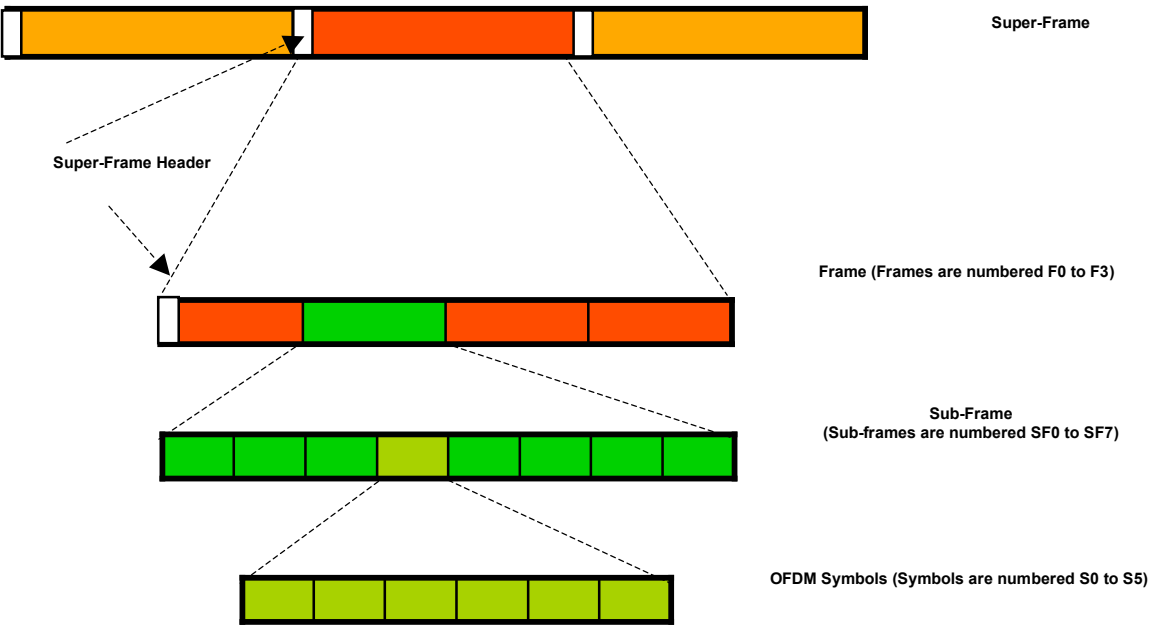 Super-Frame
Super-Frame Header
Frame (Frames are numbered F0 to F3)
Sub-Frame
(Sub-frames are numbered SF0 to SF7)
OFDM Symbols (Symbols are numbered S0 to S5)